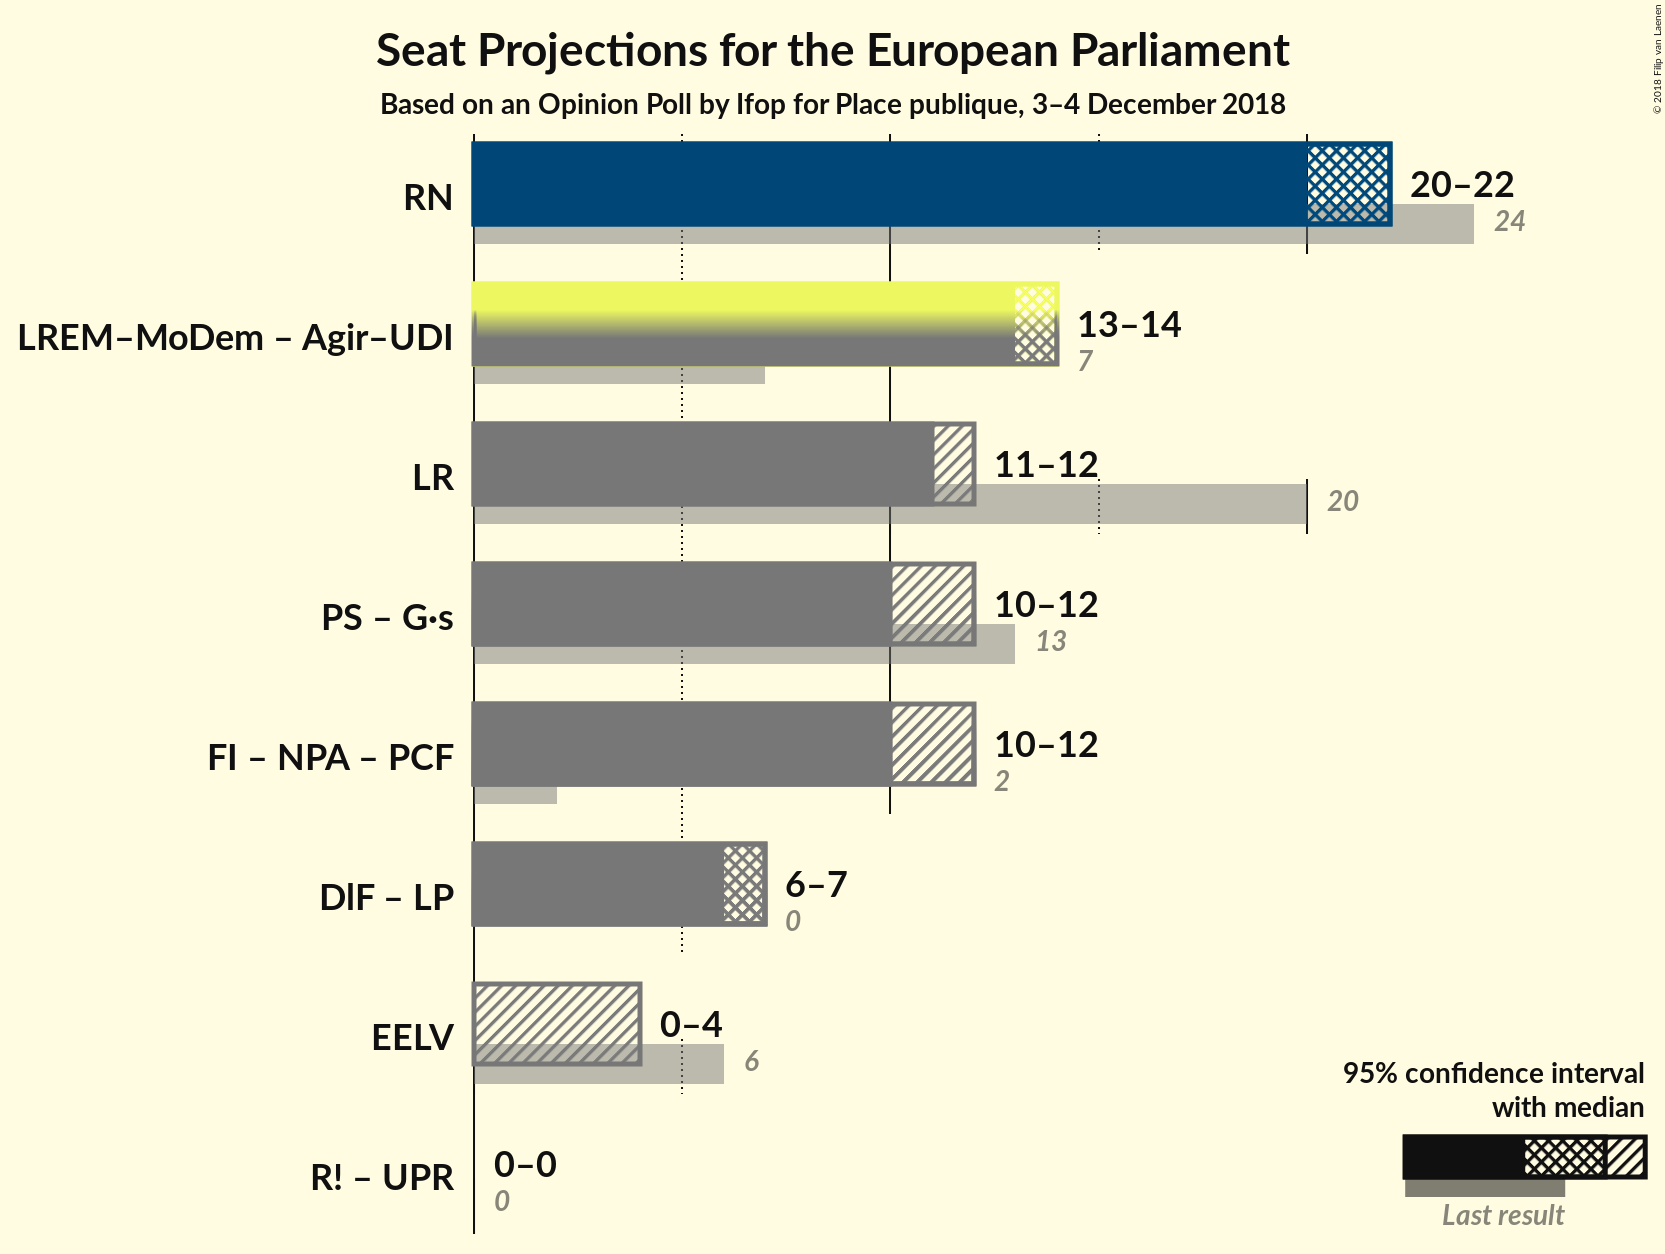 Seat Projections for the European Parliament
Based on an Opinion Poll by Ifop for Place publique, 3–4 December 2018
© 2018 Filip van Laenen
RN
20–22
24
LREM–MoDem – Agir–UDI
13–14
7
LR
11–12
20
PS – G·s
10–12
13
FI – NPA – PCF
10–12
2
DlF – LP
6–7
0
EELV
0–4
6
R! – UPR
0–0
0
95% confidence interval
with median
Last result